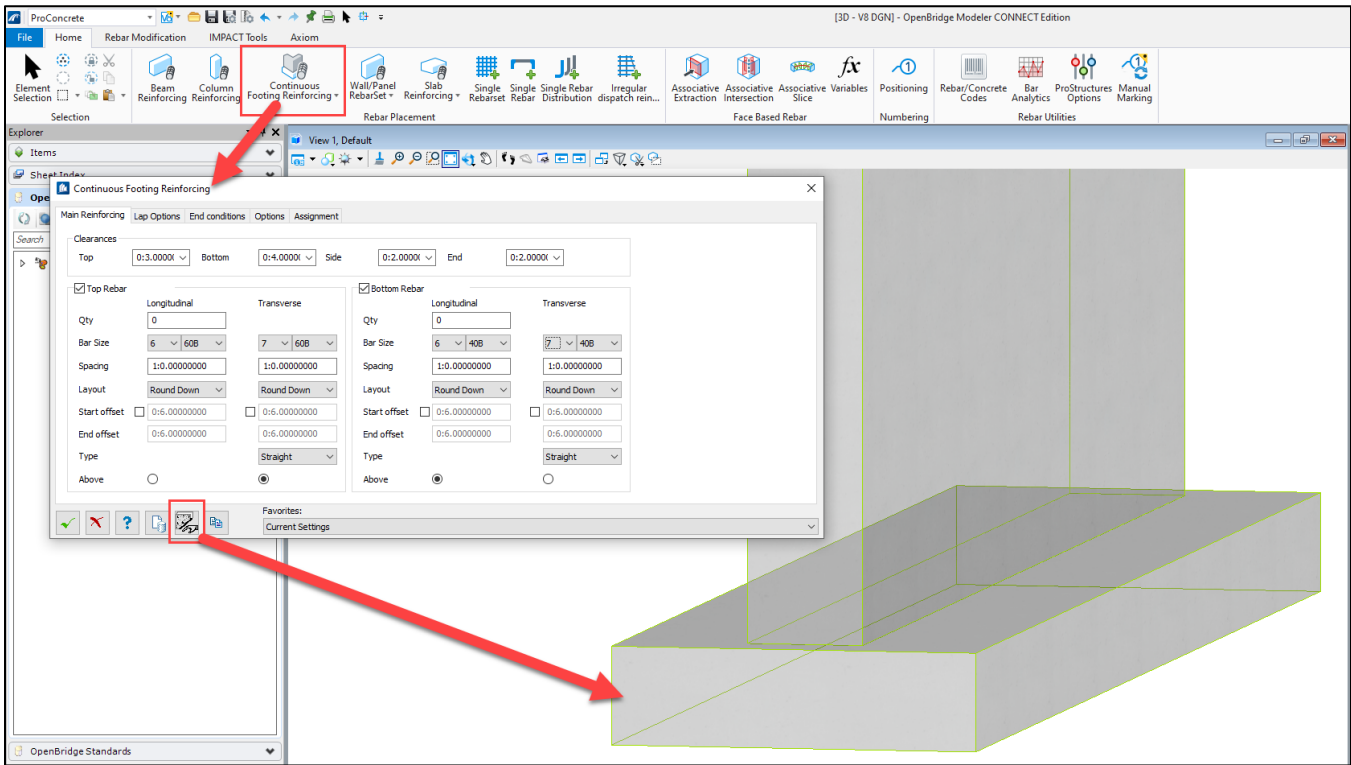 ProConcrete
[3D - V8 DGN] - OpenBridge Modeler CONNECT Edition
File Home Rebar Modification IMPACT Tools Axiom
Element Selection
Beam Reinforcing
Column Reinforcing
Continuous Footing Reinforcing
Wall/Panel RebarSet
Slab Reinforcing
Single Rebarset
Single Rebar
Single Rebar Distribution
Irregular dispatch rein...
Associative Extraction
Associative Intersection
Associative Slice
fx
Variables
Positioning
Rebar/Concrete Codes
Bar Analytics
ProStructures Options
Manual Marking
Selection Rebar Placement Face Based Rebar Numbering Rebar Utilities
Explorer
View 1, Default
Items
Sheet Index
Ope
Search
Continuous Footing Reinforcing
Main Reinforcing Lap Options End conditions Options Assignment
Clearances
Top 0:3.0000( Bottom 0:4.0000( Side 0:2.0000( End 0:2.0000(
Top Rebar Bottom Rebar
Longitudinal Transverse Longitudinal Transverse
Qty 0 Qty 0
Bar Size 6 60B 7 60B Bar Size 6 40B 7 40B
Spacing 1:0.00000000 1:0.00000000 Spacing 1:0.00000000 1:0.00000000
Layout Round Down Round Down Layout Round Down Round Down
Start offset 0:6.00000000 0:6.00000000 Start offset 0:6.00000000 0:6.00000000
End offset 0:6.00000000 0:6.00000000 End offset 0:6.00000000 0:6.00000000
Type Straight Type Straight
Above Above
Favorites:
Current Settings
OpenBridge Standards